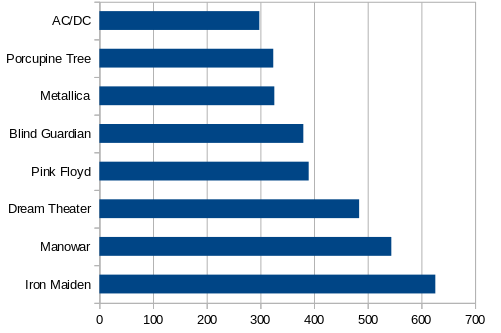 AC/DC
Porcupine Tree
Metallica
Blind Guardian
Pink Floyd
Dream Theater
Manowar
Iron Maiden
0 100 200 300 400 500 600 700